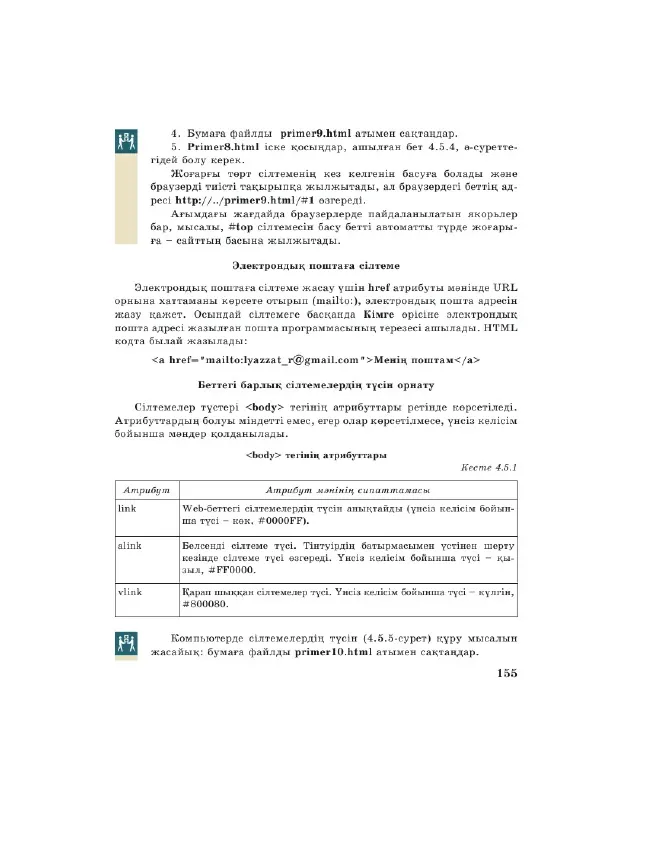 4. Бумаға файлды primer9.html атымен сақтаңдар.
5. Primer8.html іске қосыңдар, ашылған бет 4.5.4, ә-суретте-
гідей болу керек.
Жоғарғы төрт сілтеменің кез келгенін басуға болады және
браузерді тиісті тақырыпқа жылжытады, ал браузердегі беттің ад-
ресі http://../primer9.html/#1 өзгереді.
Ағымдағы жағдайда браузерлерде пайдаланылатын якорьлер
бар, мысалы, #top сілтемесін басу бетті автоматты түрде жоғары-
ға – сайттың басына жылжытады.
Электрондық поштаға сілтеме
Электрондық поштаға сілтеме жасау үшін href атрибуты мәнінде URL
орнына хаттаманы көрсете отырып (mailto:), электрондық пошта адресін
жазу қажет. Осындай сілтемеге басқанда Кімге өрісіне электрондық
пошта адресі жазылған пошта программасының терезесі ашылады. HTML
кодта былай жазылады:
<a href="mailto:lyazzat_r@gmail.com">Менің поштам</a>
Беттегі барлық сілтемелердің түсін орнату
Сілтемелер түстері <body> тегінің атрибуттары ретінде көрсетіледі.
Атрибуттардың болуы міндетті емес, егер олар көрсетілмесе, үнсіз келісім
бойынша мәндер қолданылады.
<body> тегінің атрибуттары
Кесте 4.5.1
Атрибут Атрибут мәнінің сипаттамасы
link Web-беттегі сілтемелердің түсін анықтайды (үнсіз келісім бойын-
ша түсі – көк, #0000FF).
alink Белсенді сілтеме түсі. Тінтуірдің батырмасымен үстінен шерту
кезінде сілтеме түсі өзгереді. Үнсіз келісім бойынша түсі – қы-
зыл, #FF0000.
vlink Қарап шыққан сілтемелер түсі. Үнсіз келісім бойынша түсі – күлгін,
#800080.
Компьютерде сілтемелердің түсін (4.5.5-сурет) құру мысалын
жасайық: бумаға файлды primer10.html атымен сақтаңдар.
155